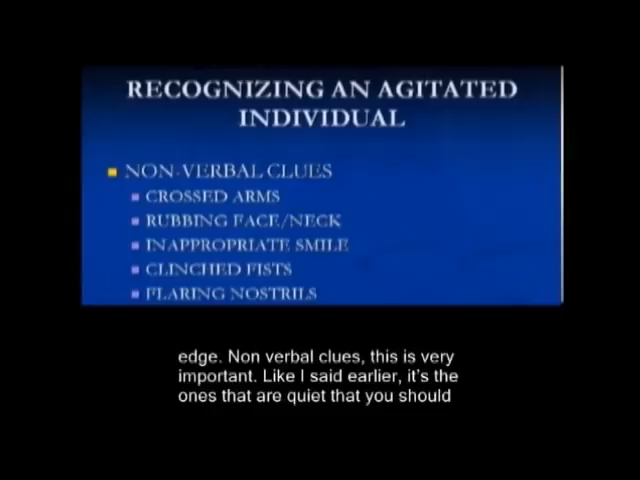 RECOGNIZING AN AGITATED
INDIVIDUAL
NON-VERBAL CLUES
CROSSED ARMS
RUBBING FACE/NECK
INAPPROPRIATE SMILE
CLINCHED FISTS
FLARING NOSTRILS
edge. Non verbal clues, this is very
important. Like I said earlier, it's the
ones that are quiet that you should